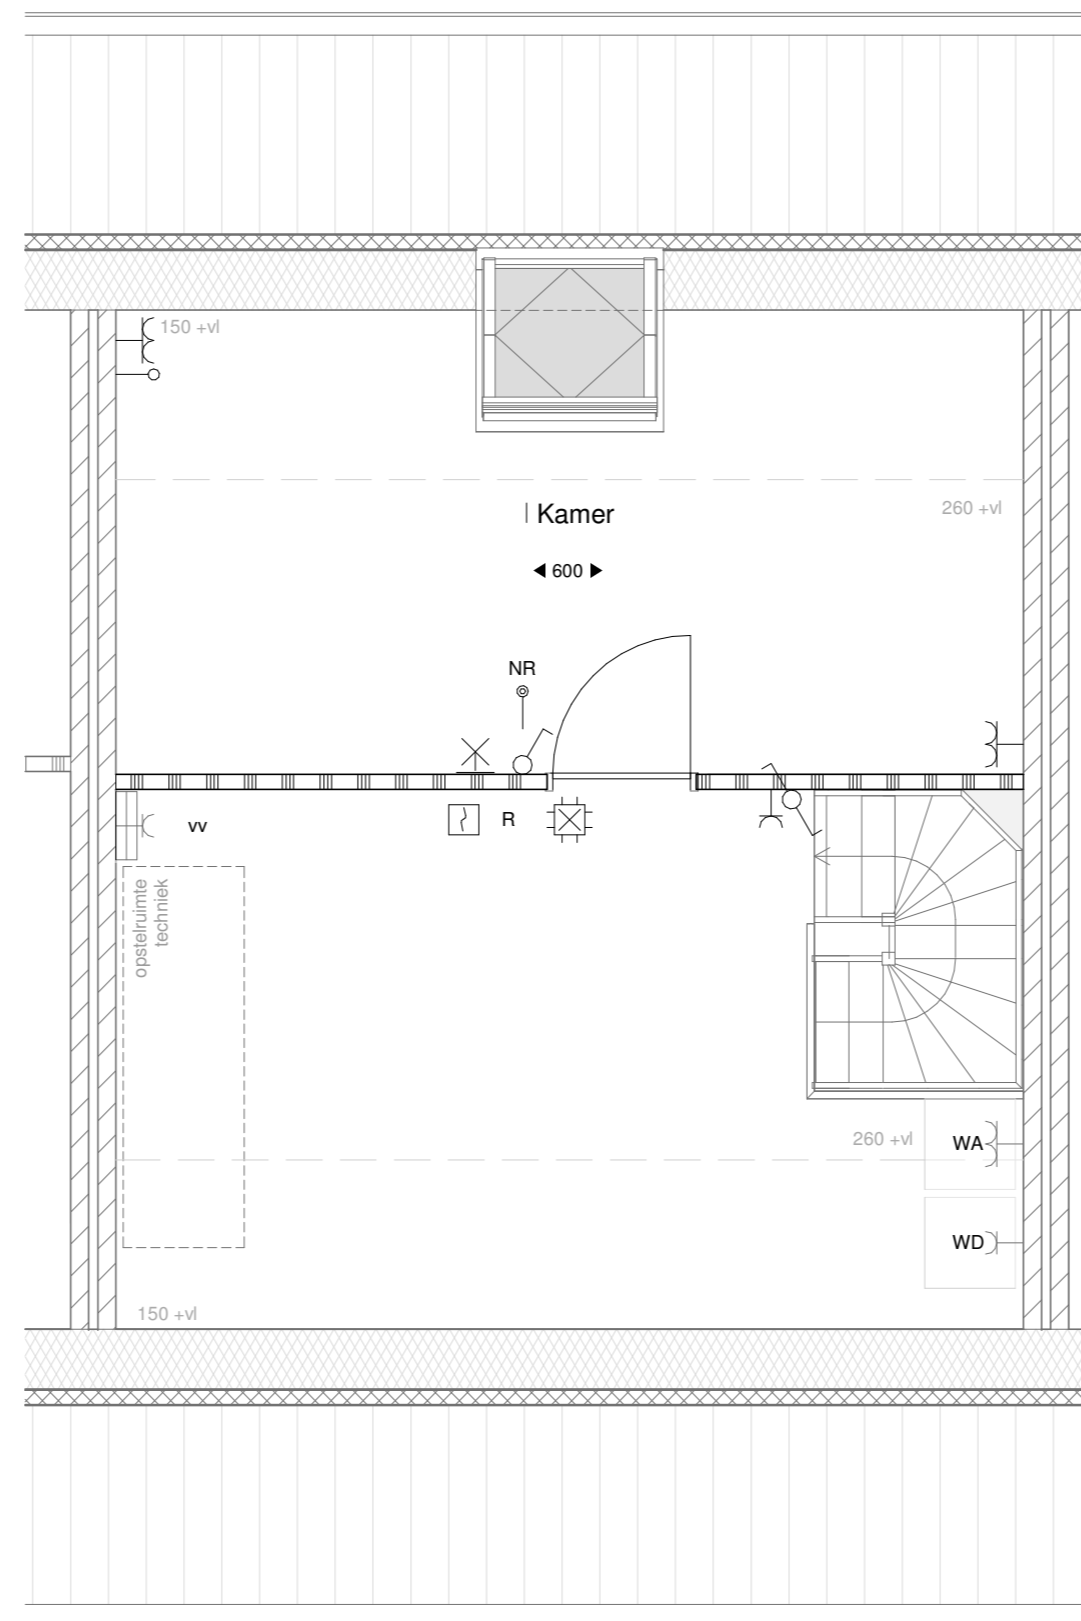 150 +vl
260 +vl
Kamer
600
NR
R
vv
opstelruimte
techniek
260 +vl
WA
WD
150 +vl